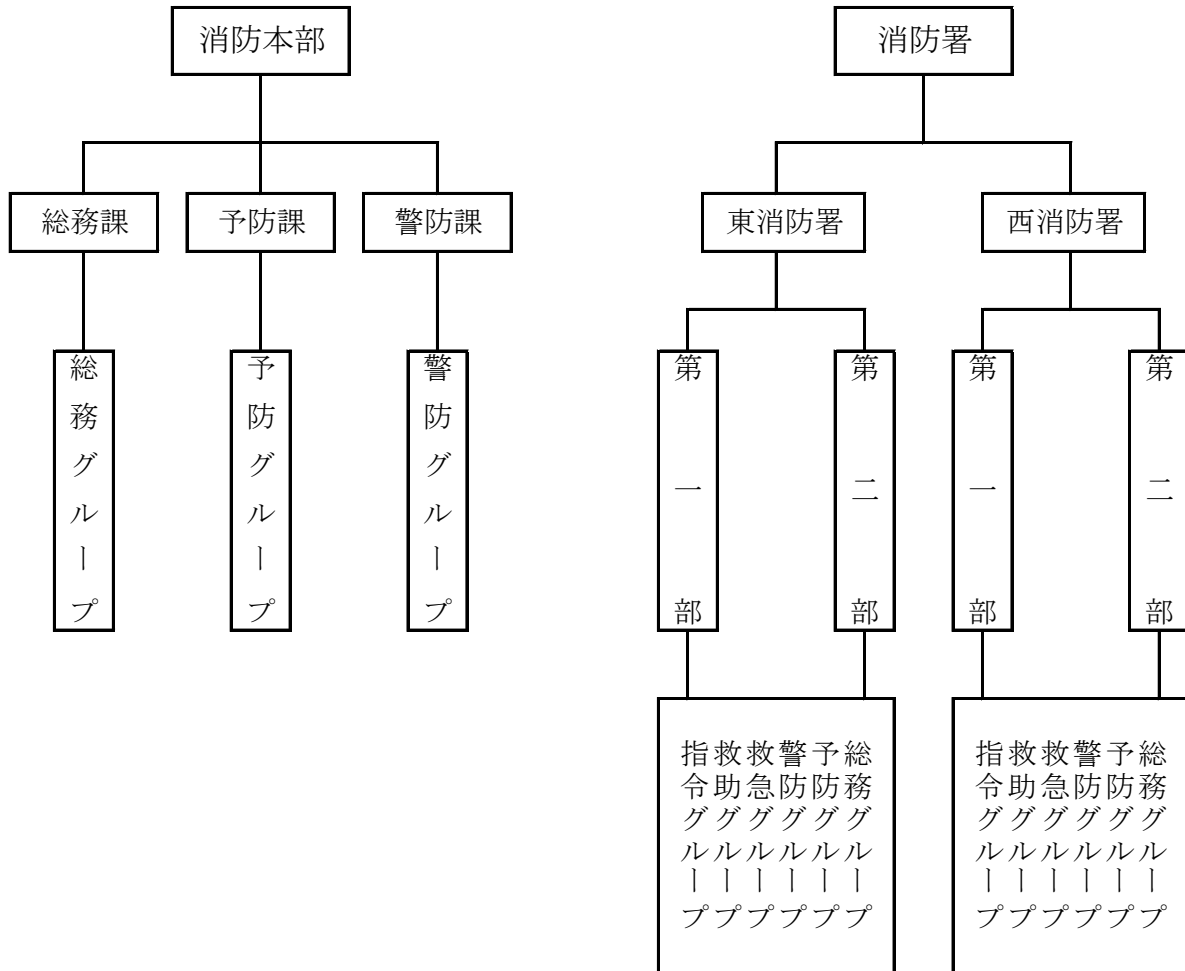 消防本部
消防署
総務課
予防課
警防課
東消防署
西消防署
総務グループ
予防グループ
警防グループ
第一部
第二部
第一部
第二部
総務グループ
予防グループ
警防グループ
救急グループ
救助グループ
指令グループ
総務グループ
予防グループ
警防グループ
救急グループ
救助グループ
指令グループ